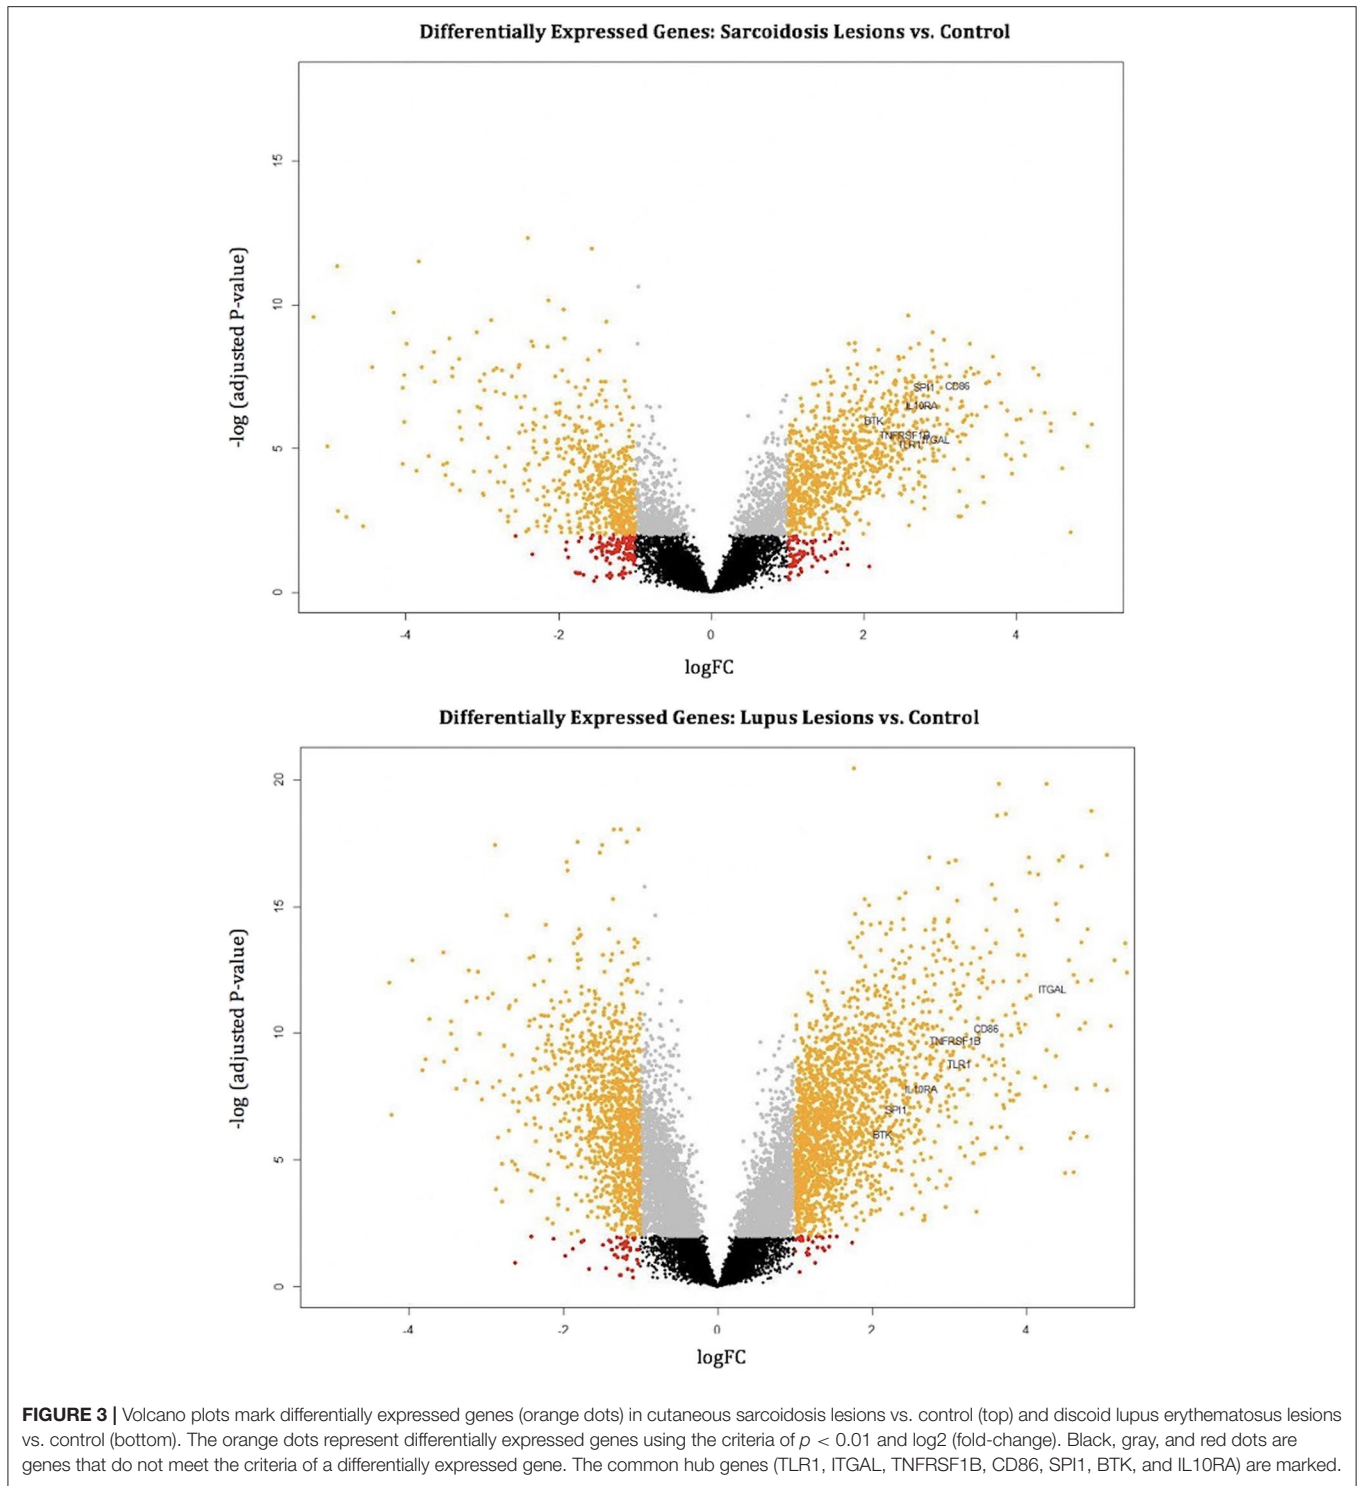 Differentially Expressed Genes: Sarcoidosis Lesions vs. Control
15
10
5
0
-log (adjusted P-value)
SPI1
CD86
IL10RA
BTK
TNFRSF1B
ITGAL
TLR1
-4
-2
0
2
4
logFC
Differentially Expressed Genes: Lupus Lesions vs. Control
20
15
10
5
0
-log (adjusted P-value)
ITGAL
CD86
TNFRSF1B
TLR1
IL10RA
SPI1
BTK
-4
-2
0
2
4
logFC
FIGURE 3 | Volcano plots mark differentially expressed genes (orange dots) in cutaneous sarcoidosis lesions vs. control (top) and discoid lupus erythematosus lesions
vs. control (bottom). The orange dots represent differentially expressed genes using the criteria of p < 0.01 and log2 (fold-change). Black, gray, and red dots are
genes that do not meet the criteria of a differentially expressed gene. The common hub genes (TLR1, ITGAL, TNFRSF1B, CD86, SPI1, BTK, and IL10RA) are marked.